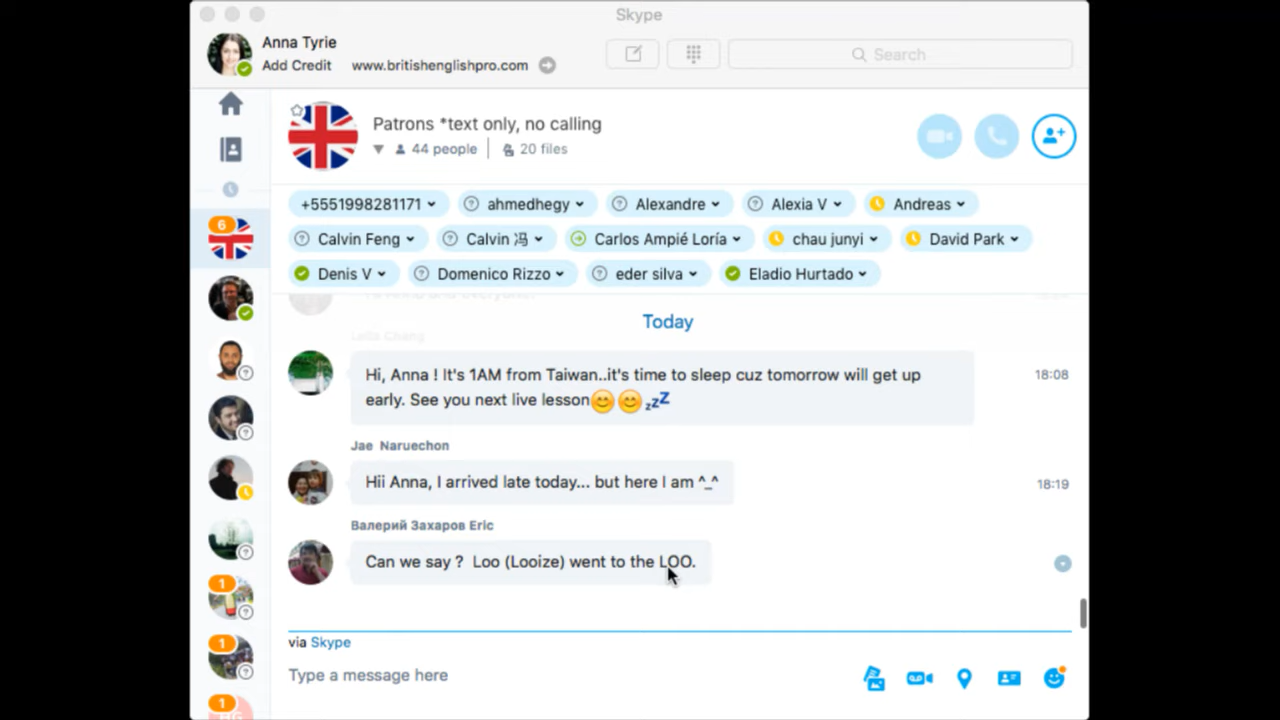 Skype
Anna Tyrie
Add Credit www.britishenglishpro.com
Search
Patrons *text only, no calling
44 people 20 files
+5551998281171 ahmedhegy Alexandre Alexia V Andreas
6
Calvin Feng Calvin 冯 Carlos Ampié Loría chau junyi David Park
Denis V Domenico Rizzo eder silva Eladio Hurtado
Today
Hi, Anna ! It's 1AM from Taiwan..it's time to sleep cuz tomorrow will get up
early. See you next live lesson
18:08
Jae Naruechon
Hii Anna, I arrived late today... but here I am ^_^
18:19
Валерий Захаров Eric
Can we say ? Loo (Looize) went to the LOO.
1
via Skype
1
Type a message here
1